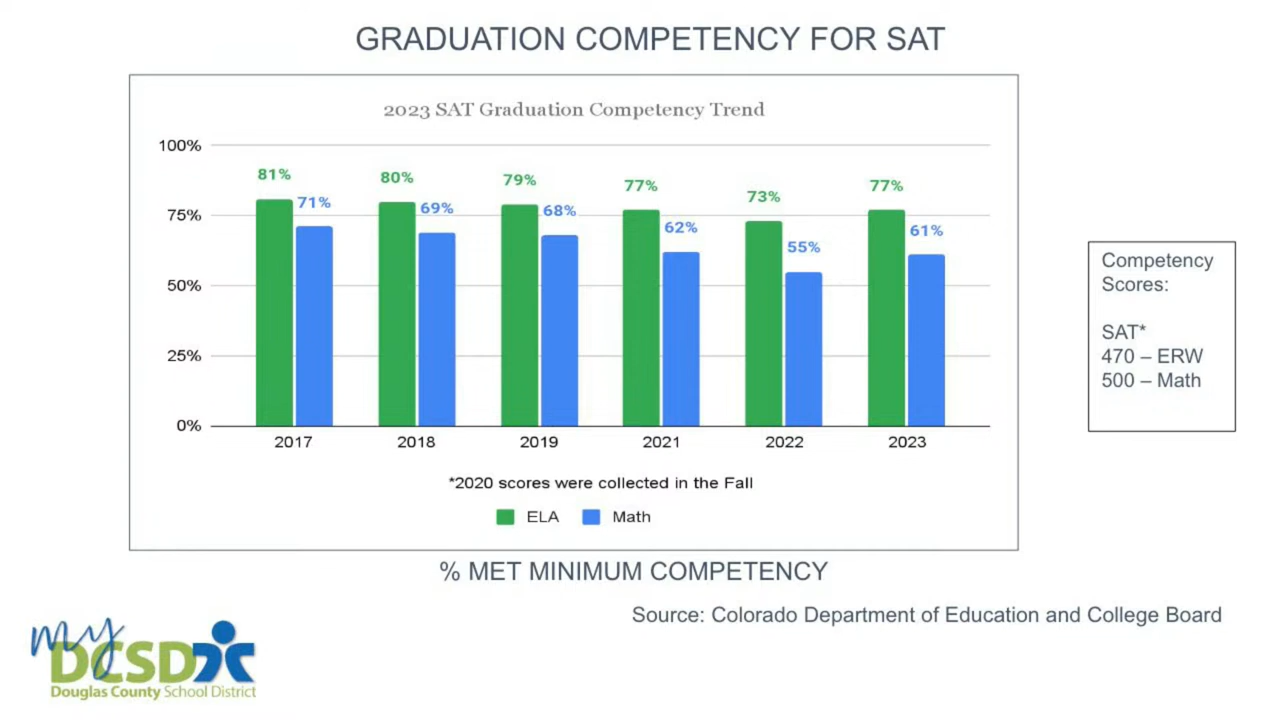 GRADUATION COMPETENCY FOR SAT
2023 SAT Graduation Competency Trend
100%
75%
50%
25%
0%
81%
71%
80%
69%
79%
68%
77%
62%
73%
55%
77%
61%
2017
2018
2019
2021
2022
2023
*2020 scores were collected in the Fall
ELA
Math
Competency
Scores:
SAT*
470 – ERW
500 – Math
% MET MINIMUM COMPETENCY
Source: Colorado Department of Education and College Board
my
DCSD
Douglas County School District